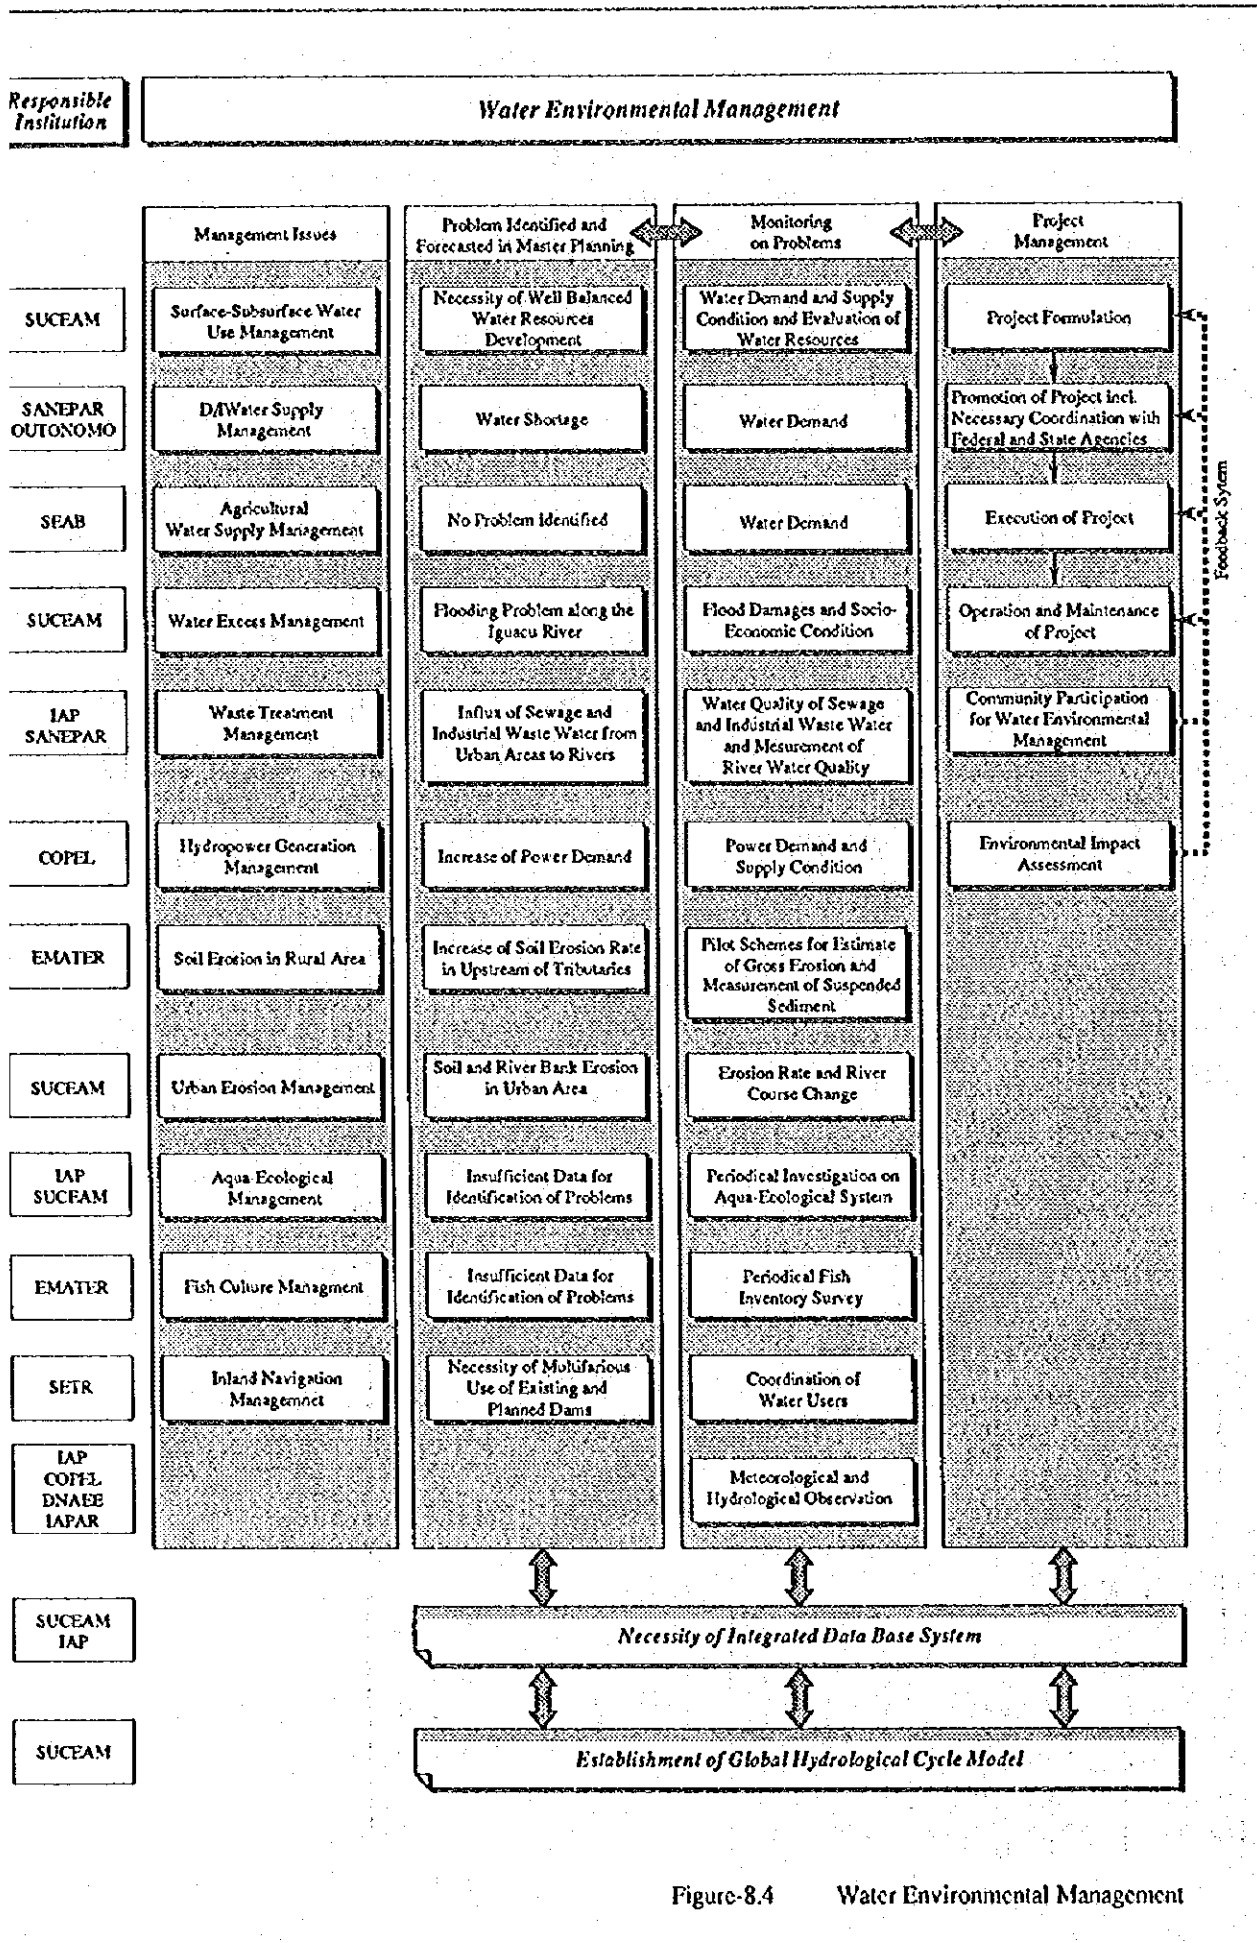 Responsible
Institution
Water Environmental Management
Management Issues
Problem Identified and
Forecasted in Master Planning
Monitoring
on Problems
Project
Management
SUCEAM
Surface-Subsurface Water
Use Management
Necessity of Well Balanced
Water Resources
Development
Water Demand and Supply
Condition and Evaluation of
Water Resources
Project Formulation
SANEPAR
OUTONOMO
D/I Water Supply
Management
Water Shortage
Water Demand
Promotion of Project incl.
Necessary Coordination with
Federal and State Agencies
SEAB
Agricultural
Water Supply Management
No Problem Identified
Water Demand
Execution of Project
Feedback Sytem
SUCEAM
Water Excess Management
Flooding Problem along the
Iguacu River
Flood Damages and Socio-
Economic Condition
Operation and Maintenance
of Project
IAP
SANEPAR
Waste Treatment
Management
Influx of Sewage and
Industrial Waste Water from
Urban Areas to Rivers
Water Quality of Sewage
and Industrial Waste Water
and Mesurement of
River Water Quality
Community Participation
for Water Environmental
Management
COPEL
Hydropower Generation
Management
Increase of Power Demand
Power Demand and
Supply Condition
Environmental Impact
Assessment
EMATER
Soil Erosion in Rural Area
Increase of Soil Erosion Rate
in Upstream of Tributaries
Pilot Schemes for Estimate
of Gross Erosion and
Measurement of Suspended
Sediment
SUCEAM
Urban Erosion Management
Soil and River Bank Erosion
in Urban Area
Erosion Rate and River
Course Change
IAP
SUCEAM
Aqua-Ecological
Management
Insufficient Data for
Identification of Problems
Periodical Investigation on
Aqua-Ecological System
EMATER
Fish Culture Managment
Insufficient Data for
Identification of Problems
Periodical Fish
Inventory Survey
SETR
Inland Navigation
Managemnet
Necessity of Multifarious
Use of Existing and
Planned Dams
Coordination of
Water Users
IAP
COPEL
DNAEE
IAPAR
Meteorological and
Hydrological Observation
SUCEAM
IAP
Necessity of Integrated Data Base System
SUCEAM
Establishment of Global Hydrological Cycle Model
Figure-8.4 Water Environmental Management